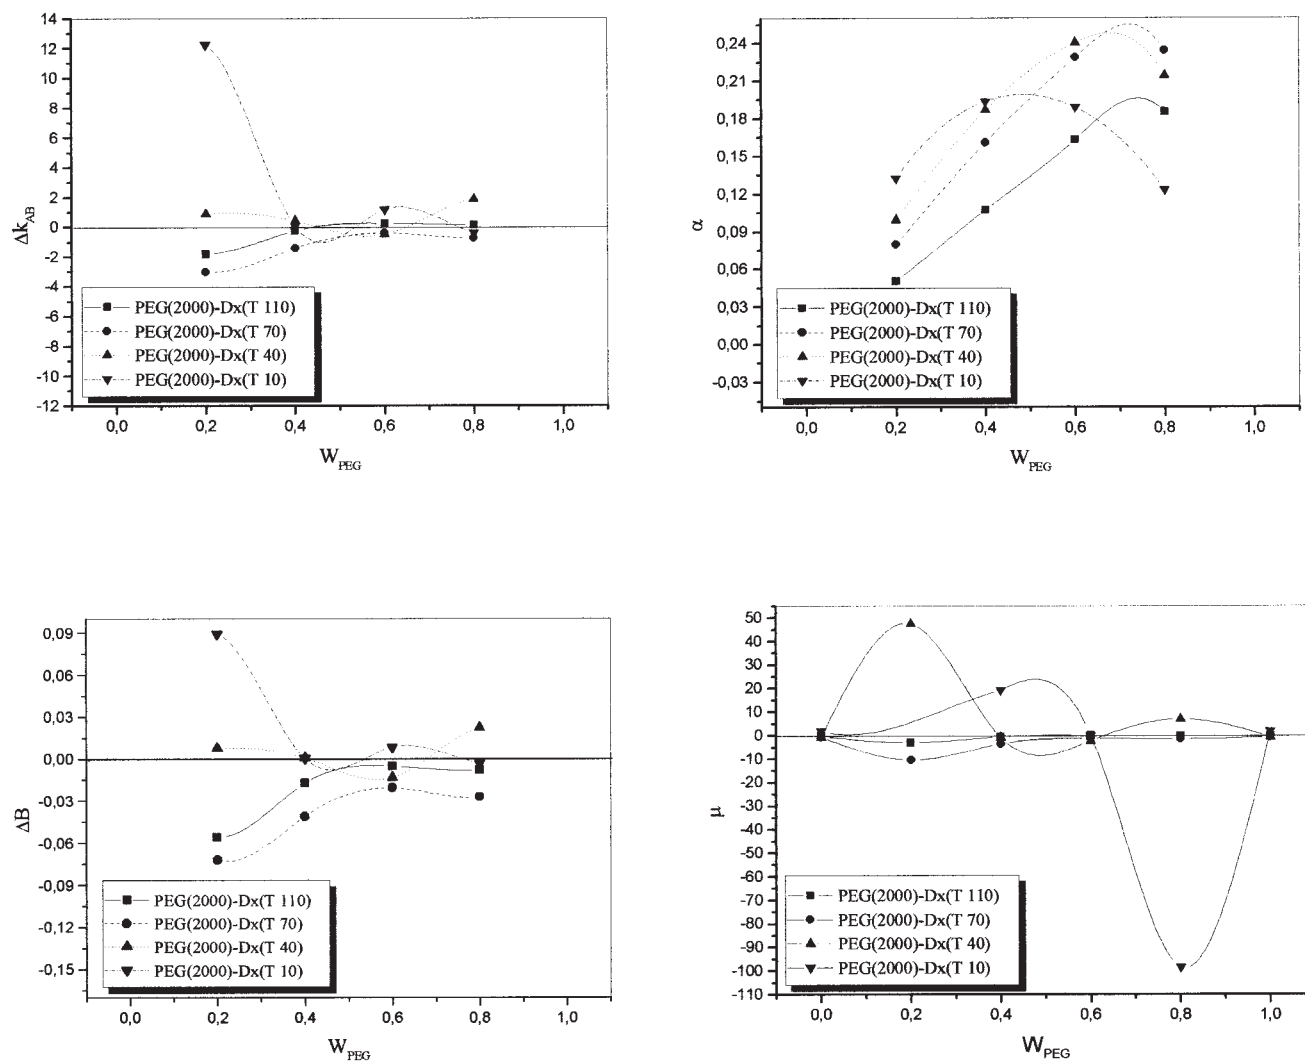 14
12
10
8
6
4
2
0
-2
-4
-6
-8
-10
-12
Δk_AB
PEG(2000)-Dx(T 110)
PEG(2000)-Dx(T 70)
PEG(2000)-Dx(T 40)
PEG(2000)-Dx(T 10)
0,0 0,2 0,4 0,6 0,8 1,0
W_PEG
0,24
0,21
0,18
0,15
0,12
0,09
0,06
0,03
0,00
-0,03
α
PEG(2000)-Dx(T 110)
PEG(2000)-Dx(T 70)
PEG(2000)-Dx(T 40)
PEG(2000)-Dx(T 10)
0,0 0,2 0,4 0,6 0,8 1,0
W_PEG
0,09
0,06
0,03
0,00
-0,03
-0,06
-0,09
-0,12
-0,15
ΔB
PEG(2000)-Dx(T 110)
PEG(2000)-Dx(T 70)
PEG(2000)-Dx(T 40)
PEG(2000)-Dx(T 10)
0,0 0,2 0,4 0,6 0,8 1,0
W_PEG
50
40
30
20
10
0
-10
-20
-30
-40
-50
-60
-70
-80
-90
-100
-110
μ
PEG(2000)-Dx(T 110)
PEG(2000)-Dx(T 70)
PEG(2000)-Dx(T 40)
PEG(2000)-Dx(T 10)
0,0 0,2 0,4 0,6 0,8 1,0
W_PEG